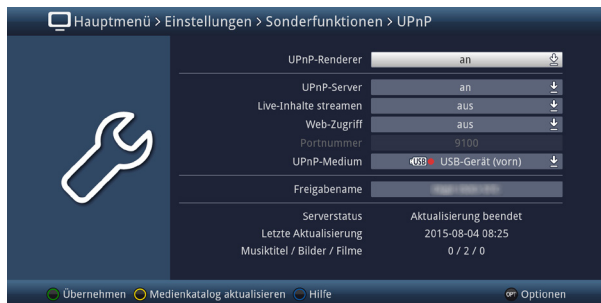 Hauptmenü > Einstellungen > Sonderfunktionen > UPnP
UPnP-Renderer an
UPnP-Server an
Live-Inhalte streamen aus
Web-Zugriff aus
Portnummer 9100
UPnP-Medium USB USB-Gerät (vorn)
Freigabename
Serverstatus Aktualisierung beendet
Letzte Aktualisierung 2015-08-04 08:25
Musiktitel / Bilder / Filme 0 / 2 / 0
Übernehmen Medienkatalog aktualisieren Hilfe OPT Optionen